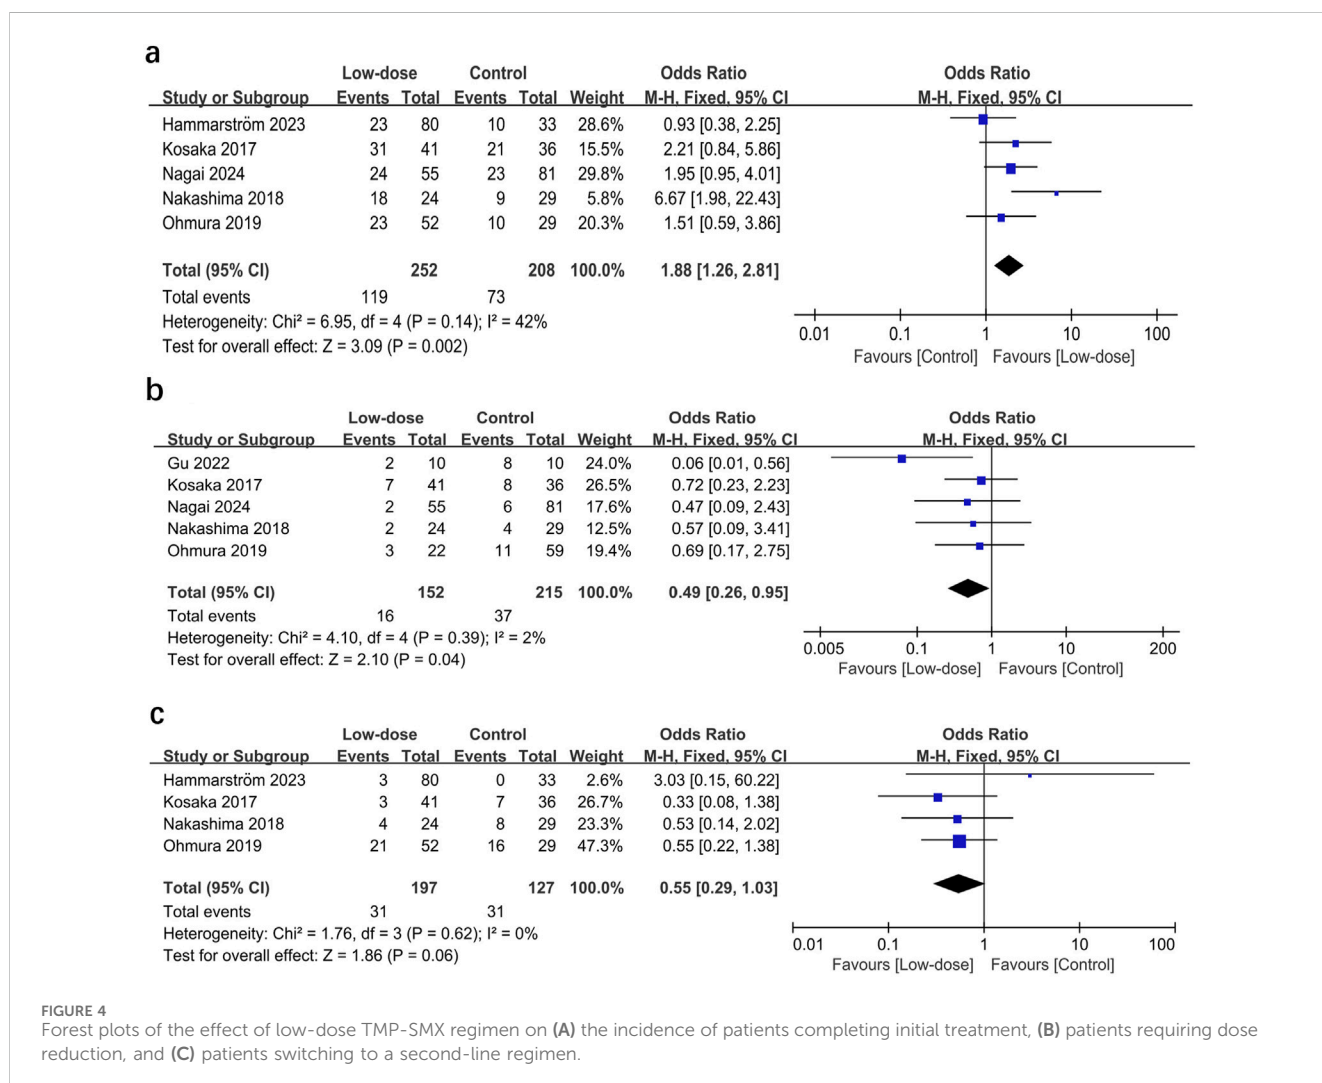 a
Low-dose Control Odds Ratio Odds Ratio
Study or Subgroup Events Total Events Total Weight M-H, Fixed, 95% CI M-H, Fixed, 95% CI
Hammarström 2023 23 80 10 33 28.6% 0.93 [0.38, 2.25]
Kosaka 2017 31 41 21 36 15.5% 2.21 [0.84, 5.86]
Nagai 2024 24 55 23 81 29.8% 1.95 [0.95, 4.01]
Nakashima 2018 18 24 9 29 5.8% 6.67 [1.98, 22.43]
Ohmura 2019 23 52 10 29 20.3% 1.51 [0.59, 3.86]
Total (95% CI) 252 208 100.0% 1.88 [1.26, 2.81]
Total events 119 73
Heterogeneity: Chi² = 6.95, df = 4 (P = 0.14); I² = 42%
Test for overall effect: Z = 3.09 (P = 0.002)
0.01 0.1 1 10 100
Favours [Control] Favours [Low-dose]
b
Low-dose Control Odds Ratio Odds Ratio
Study or Subgroup Events Total Events Total Weight M-H, Fixed, 95% CI M-H, Fixed, 95% CI
Gu 2022 2 10 8 10 24.0% 0.06 [0.01, 0.56]
Kosaka 2017 7 41 8 36 26.5% 0.72 [0.23, 2.23]
Nagai 2024 2 55 6 81 17.6% 0.47 [0.09, 2.43]
Nakashima 2018 2 24 4 29 12.5% 0.57 [0.09, 3.41]
Ohmura 2019 3 22 11 59 19.4% 0.69 [0.17, 2.75]
Total (95% CI) 152 215 100.0% 0.49 [0.26, 0.95]
Total events 16 37
Heterogeneity: Chi² = 4.10, df = 4 (P = 0.39); I² = 2%
Test for overall effect: Z = 2.10 (P = 0.04)
0.005 0.1 1 10 200
Favours [Low-dose] Favours [Control]
c
Low-dose Control Odds Ratio Odds Ratio
Study or Subgroup Events Total Events Total Weight M-H, Fixed, 95% CI M-H, Fixed, 95% CI
Hammarström 2023 3 80 0 33 2.6% 3.03 [0.15, 60.22]
Kosaka 2017 3 41 7 36 26.7% 0.33 [0.08, 1.38]
Nakashima 2018 4 24 8 29 23.3% 0.53 [0.14, 2.02]
Ohmura 2019 21 52 16 29 47.3% 0.55 [0.22, 1.38]
Total (95% CI) 197 127 100.0% 0.55 [0.29, 1.03]
Total events 31 31
Heterogeneity: Chi² = 1.76, df = 3 (P = 0.62); I² = 0%
Test for overall effect: Z = 1.86 (P = 0.06)
0.01 0.1 1 10 100
Favours [Low-dose] Favours [Control]
FIGURE 4
Forest plots of the effect of low-dose TMP-SMX regimen on (A) the incidence of patients completing initial treatment, (B) patients requiring dose
reduction, and (C) patients switching to a second-line regimen.